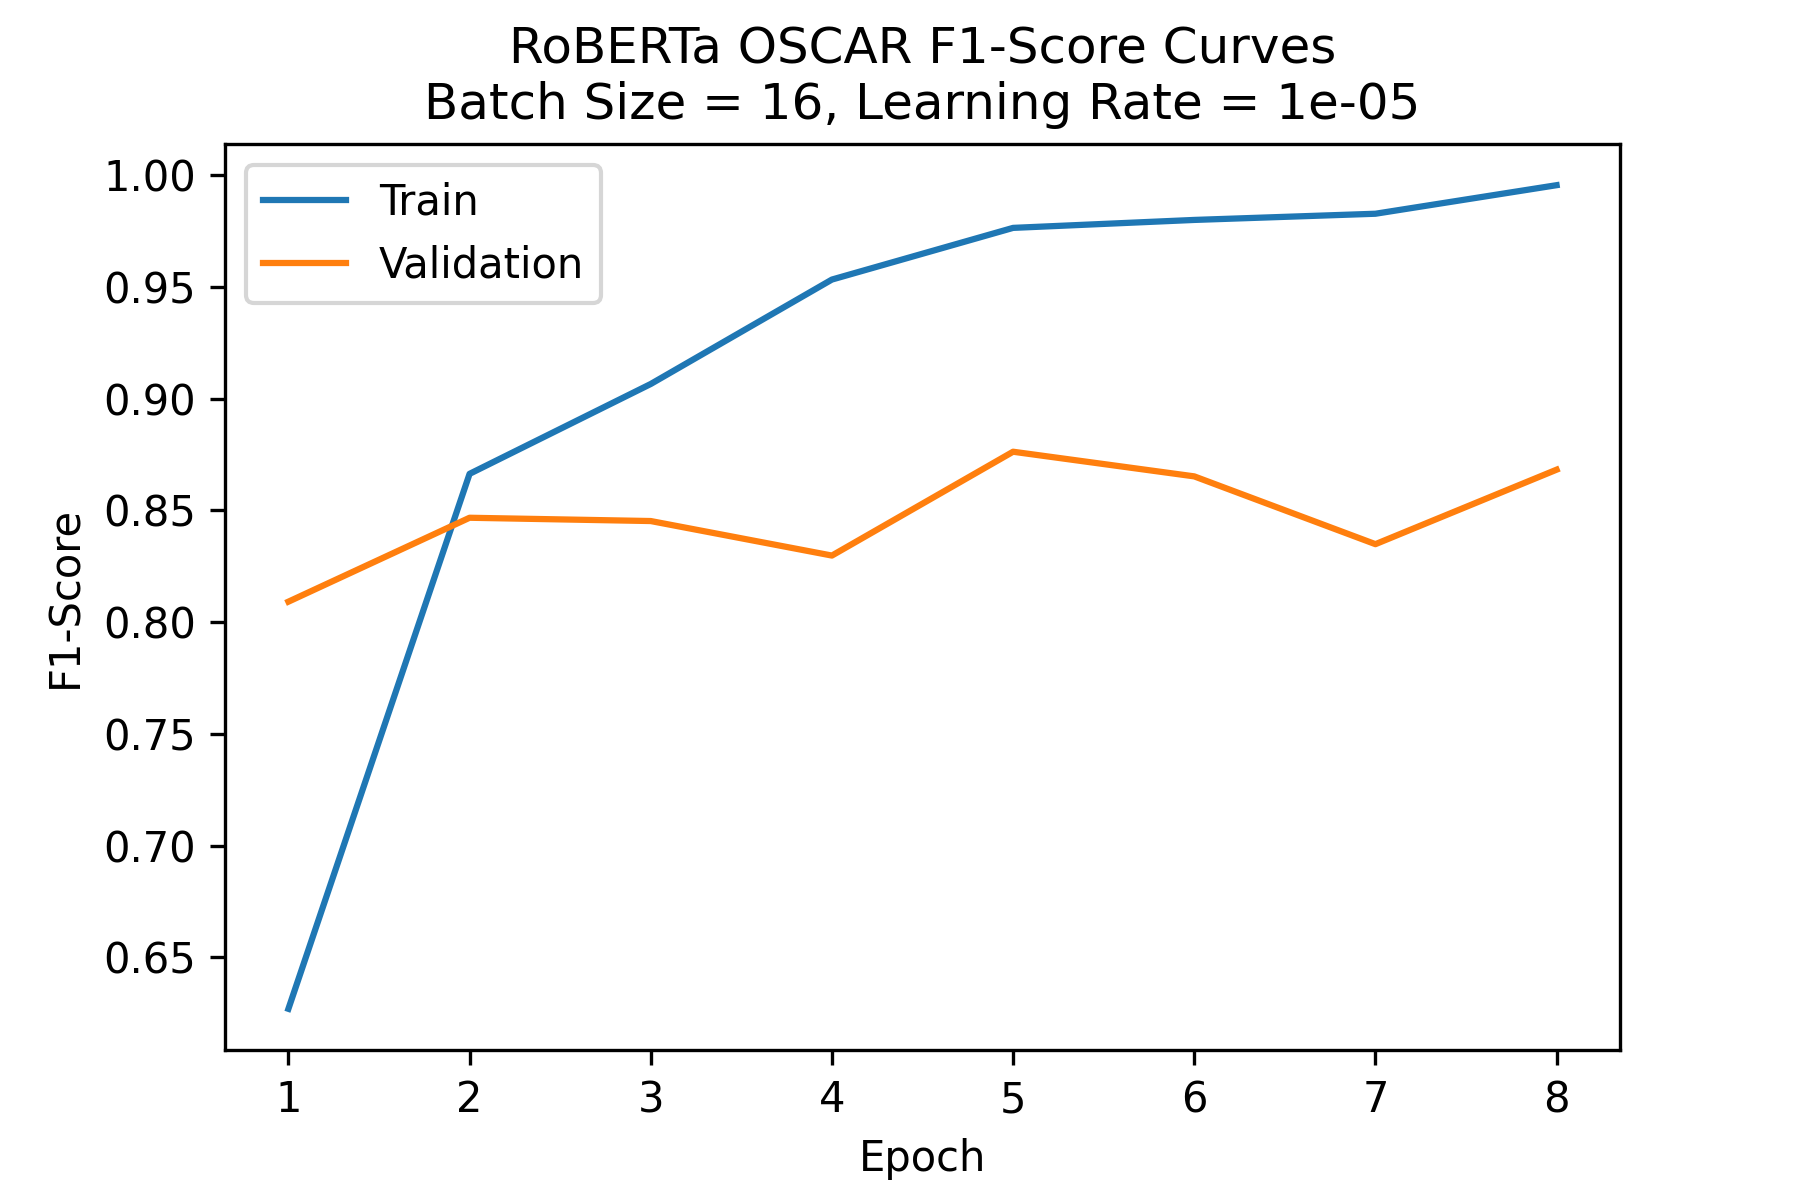 RoBERTa OSCAR F1-Score Curves
Batch Size = 16, Learning Rate = 1e-05
Train
Validation
1.00
0.95
0.90
0.85
0.80
0.75
0.70
0.65
F1-Score
1 2 3 4 5 6 7 8
Epoch